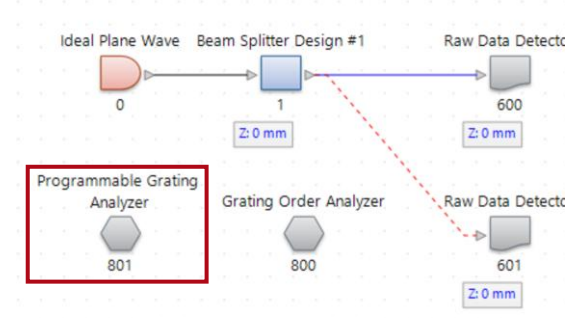 Ideal Plane Wave Beam Splitter Design #1 Raw Data Detecto
0 1 600
Z: 0 mm Z: 0 mm
Programmable Grating
Analyzer Grating Order Analyzer Raw Data Detecto
801 800 601
Z: 0 mm